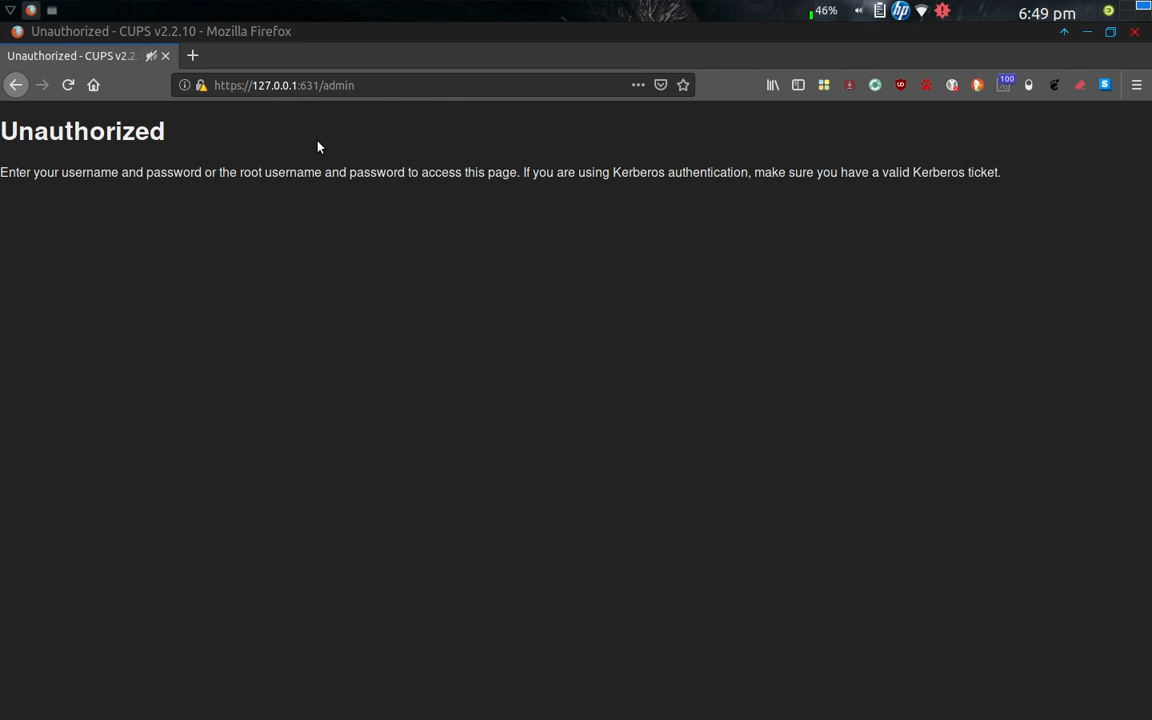 46%
hp
6:49 pm
Unauthorized - CUPS v2.2.10 - Mozilla Firefox
Unauthorized - CUPS v2.2.
https://127.0.0.1:631/admin
100
S
Unauthorized
Enter your username and password or the root username and password to access this page. If you are using Kerberos authentication, make sure you have a valid Kerberos ticket.